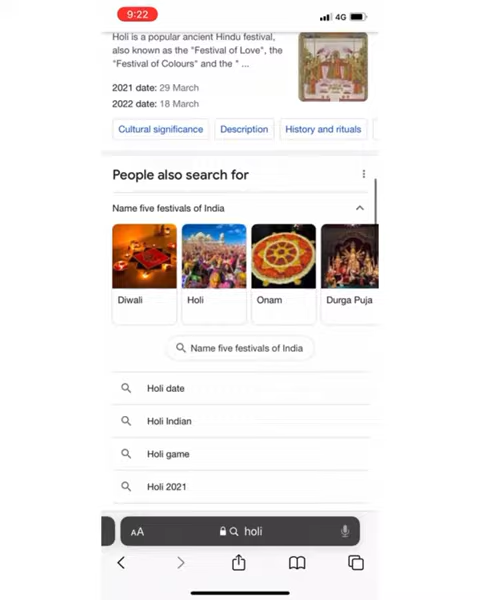 9:22
4G
Holi is a popular ancient Hindu festival,
also known as the "Festival of Love", the
"Festival of Colours" and the " ...
2021 date: 29 March
2022 date: 18 March
Cultural significance
Description
History and rituals
People also search for
Name five festivals of India
Diwali
Holi
Onam
Durga Puja
Name five festivals of India
Holi date
Holi Indian
Holi game
Holi 2021
AA
holi